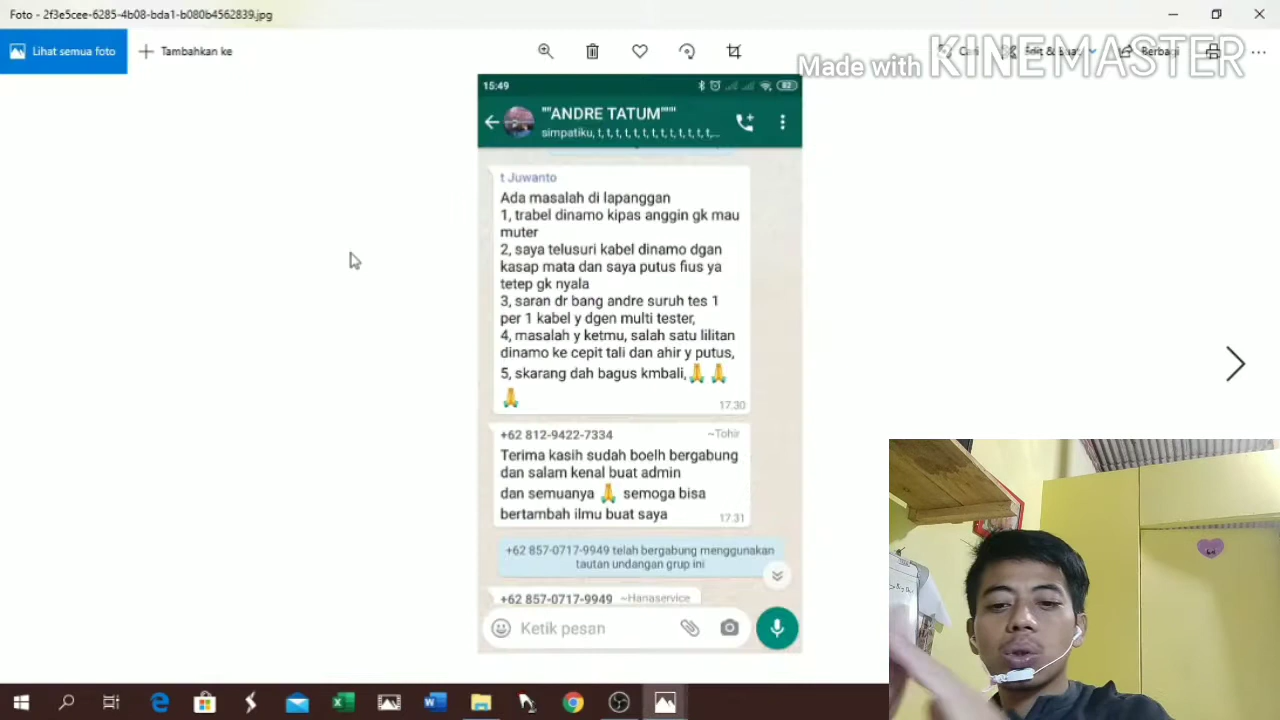 Foto - 2f3e5cee-6285-4b08-bda1-b080b4562839.jpg
Lihat semua foto
Tambahkan ke
Edit & Buat
Berbagi
Made with KINEMASTER
15:49
82
""ANDRE TATUM"""
simpatiku, t, t, t, t, t, t, t, t, t, t, t, t, t,...
t Juwanto
Ada masalah di lapanggan
1, trabel dinamo kipas anggin gk mau
muter
2, saya telusuri kabel dinamo dgan
kasap mata dan saya putus fius ya
tetep gk nyala
3, saran dr bang andre suruh tes 1
per 1 kabel y dgen multi tester,
4, masalah y ketmu, salah satu lilitan
dinamo ke cepit tali dan ahir y putus,
5, skarang dah bagus kmbali,🙏🙏
🙏
17.30
+62 812-9422-7334 ~Tohir
Terima kasih sudah boelh bergabung
dan salam kenal buat admin
dan semuanya 🙏 semoga bisa
bertambah ilmu buat saya
17.31
+62 857-0717-9949 telah bergabung menggunakan
tautan undangan grup ini
+62 857-0717-9949 ~Hanaservice
Ketik pesan